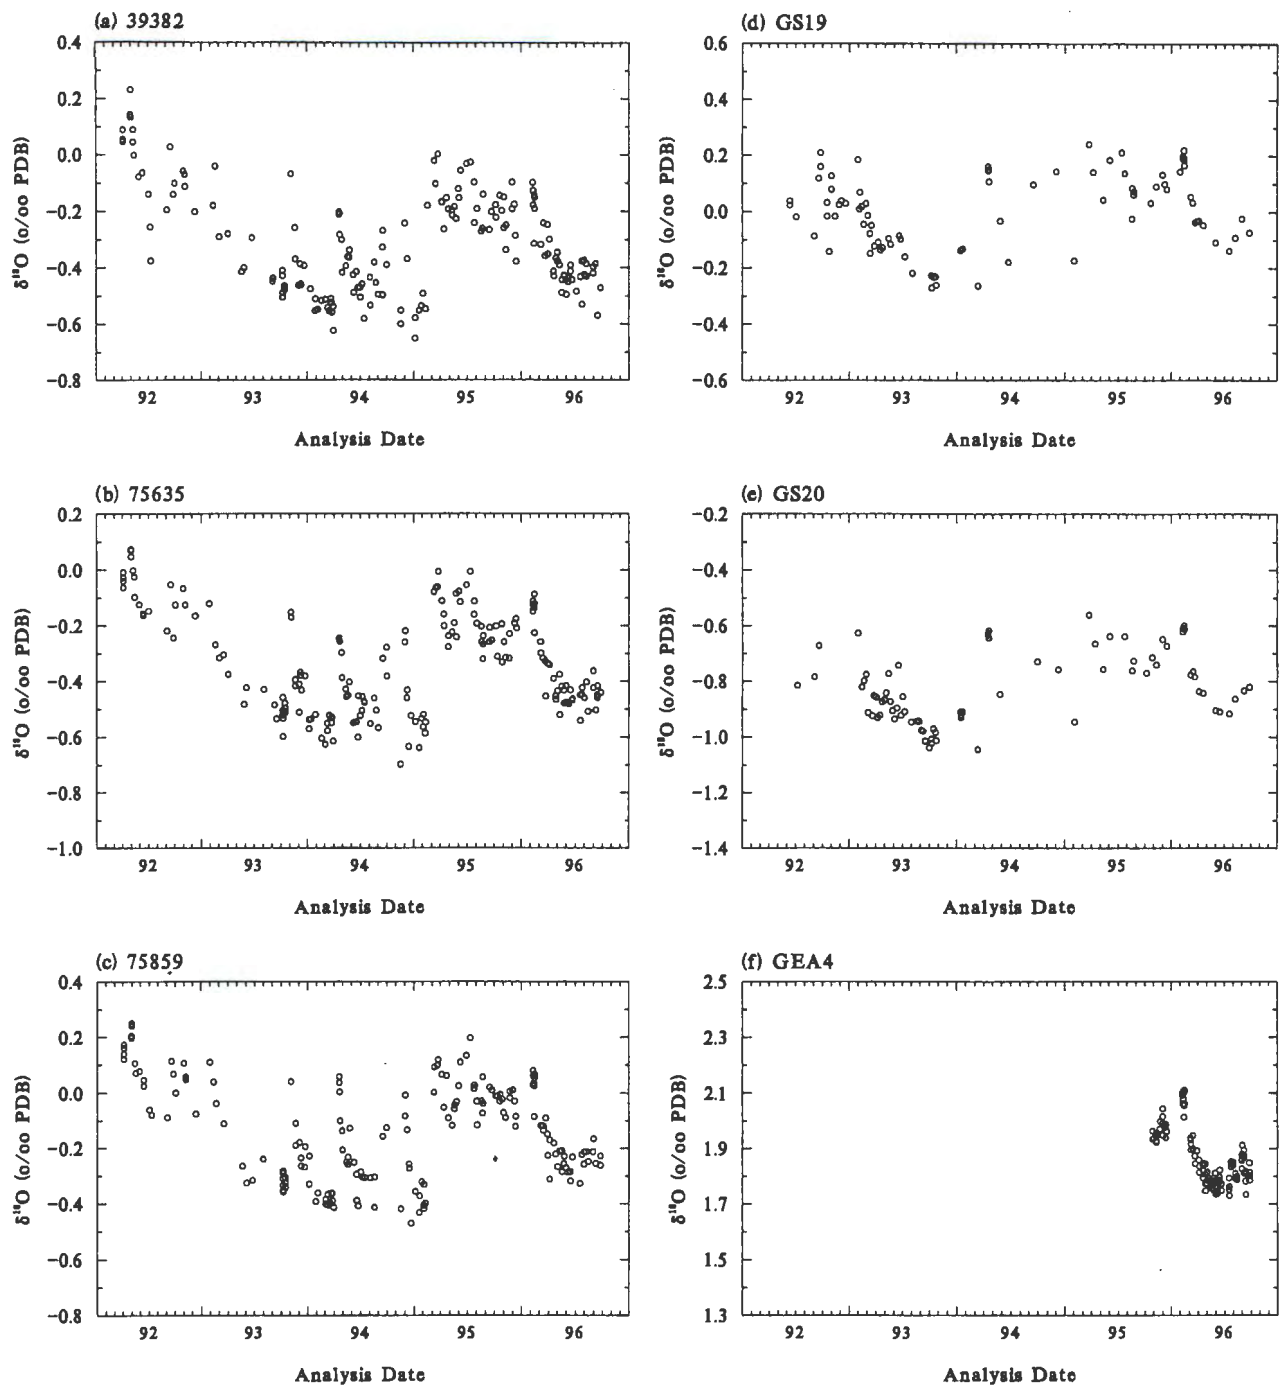 (a) 39382
0.4
0.2
0.0
−0.2
−0.4
−0.6
−0.8
δ¹⁸O (o/oo PDB)
92 93 94 95 96
Analysis Date
(b) 75635
0.2
0.0
−0.2
−0.4
−0.6
−0.8
−1.0
δ¹⁸O (o/oo PDB)
92 93 94 95 96
Analysis Date
(c) 75859
0.4
0.2
0.0
−0.2
−0.4
−0.6
−0.8
δ¹⁸O (o/oo PDB)
92 93 94 95 96
Analysis Date
(d) GS19
0.6
0.4
0.2
0.0
−0.2
−0.4
−0.6
δ¹⁸O (o/oo PDB)
92 93 94 95 96
Analysis Date
(e) GS20
−0.2
−0.4
−0.6
−0.8
−1.0
−1.2
−1.4
δ¹⁸O (o/oo PDB)
92 93 94 95 96
Analysis Date
(f) GEA4
2.5
2.3
2.1
1.9
1.7
1.5
1.3
δ¹⁸O (o/oo PDB)
92 93 94 95 96
Analysis Date